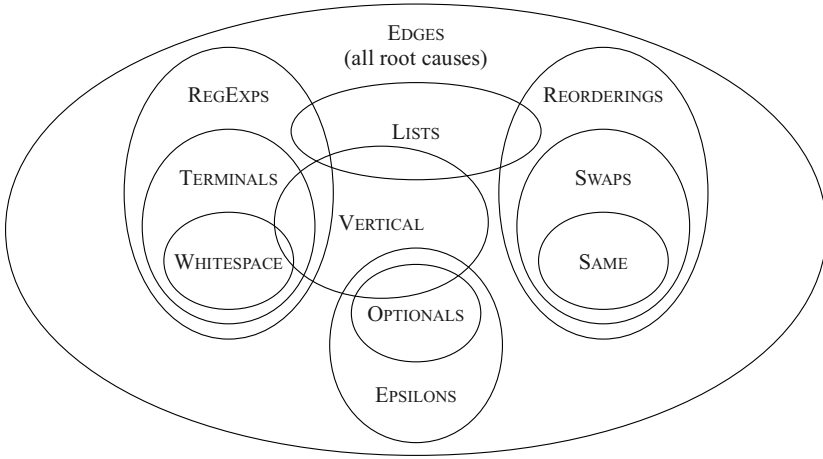 EDGES
(all root causes)
REGEXPS
REORDERINGS
LISTS
TERMINALS
SWAPS
VERTICAL
WHITESPACE
SAME
OPTIONALS
EPSILONS